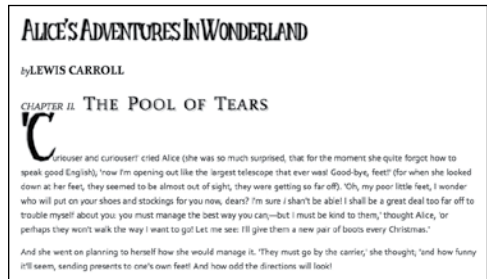 ALICE'S ADVENTURES IN WONDERLAND
by LEWIS CARROLL
CHAPTER II. THE POOL OF TEARS
'Curiouser and curiouser!' cried Alice (she was so much surprised, that for the moment she quite forgot how to
speak good English); 'now I'm opening out like the largest telescope that ever was! Good-bye, feet!' (for when she looked
down at her feet, they seemed to be almost out of sight, they were getting so far off). 'Oh, my poor little feet, I wonder
who will put on your shoes and stockings for you now, dears? I'm sure I shan't be able! I shall be a great deal too far off to
trouble myself about you: you must manage the best way you can;—but I must be kind to them,' thought Alice, 'or
perhaps they won't walk the way I want to go! Let me see: I'll give them a new pair of boots every Christmas.'
And she went on planning to herself how she would manage it. 'They must go by the carrier,' she thought; 'and how funny
it'll seem, sending presents to one's own feet! And how odd the directions will look!